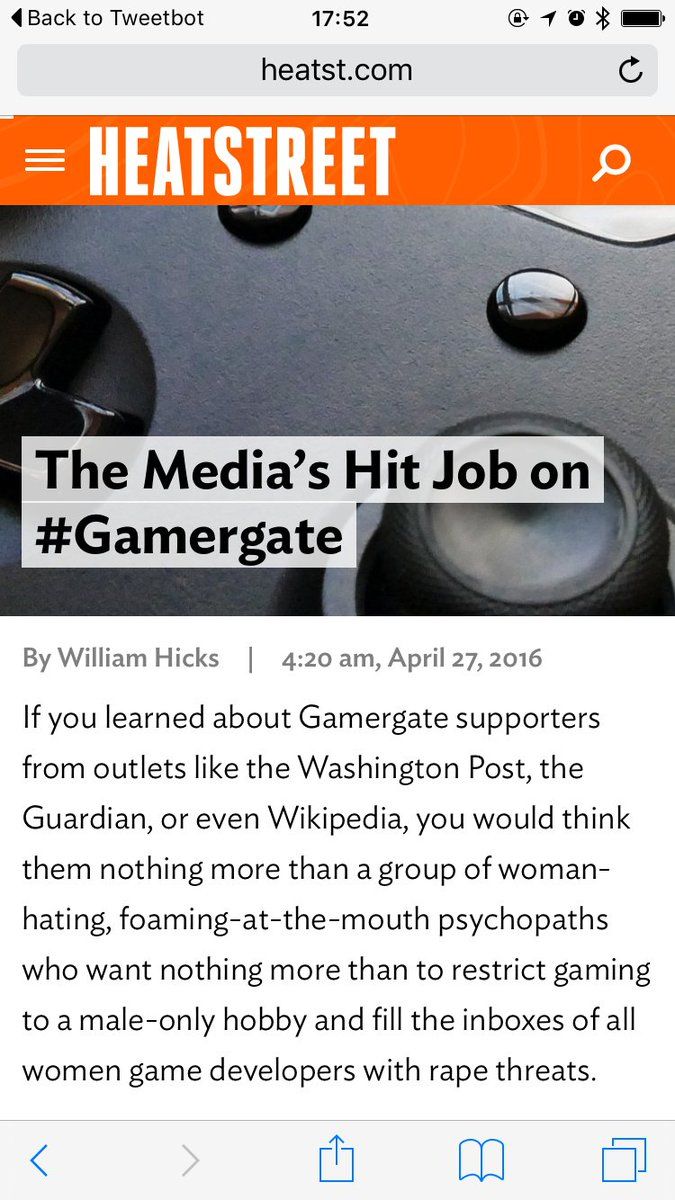 Back to Tweetbot 17:52
heatst.com
HEATSTREET
The Media’s Hit Job on
#Gamergate
By William Hicks | 4:20 am, April 27, 2016
If you learned about Gamergate supporters
from outlets like the Washington Post, the
Guardian, or even Wikipedia, you would think
them nothing more than a group of woman-
hating, foaming-at-the-mouth psychopaths
who want nothing more than to restrict gaming
to a male-only hobby and fill the inboxes of all
women game developers with rape threats.